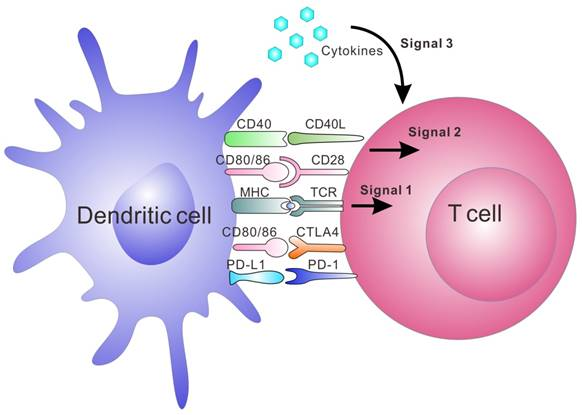 Cytokines
Signal 3
CD40 CD40L
Signal 2
CD80/86 CD28
MHC TCR
Signal 1
Dendritic cell
T cell
CD80/86 CTLA4
PD-L1 PD-1